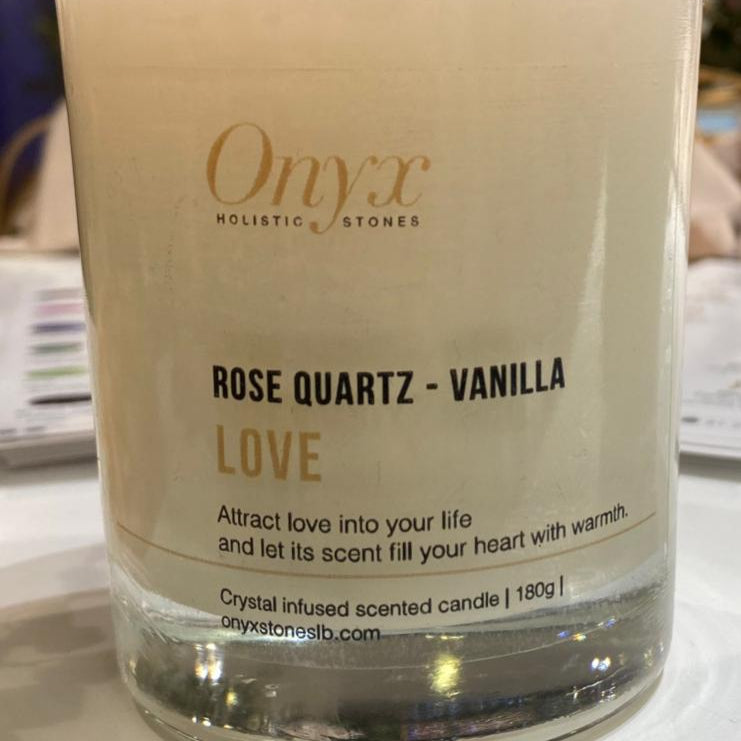 Onyx
HOLISTIC STONES
ROSE QUARTZ - VANILLA
LOVE
Attract love into your life
and let its scent fill your heart with warmth.
Crystal infused scented candle | 180g |
onyxstoneslb.com